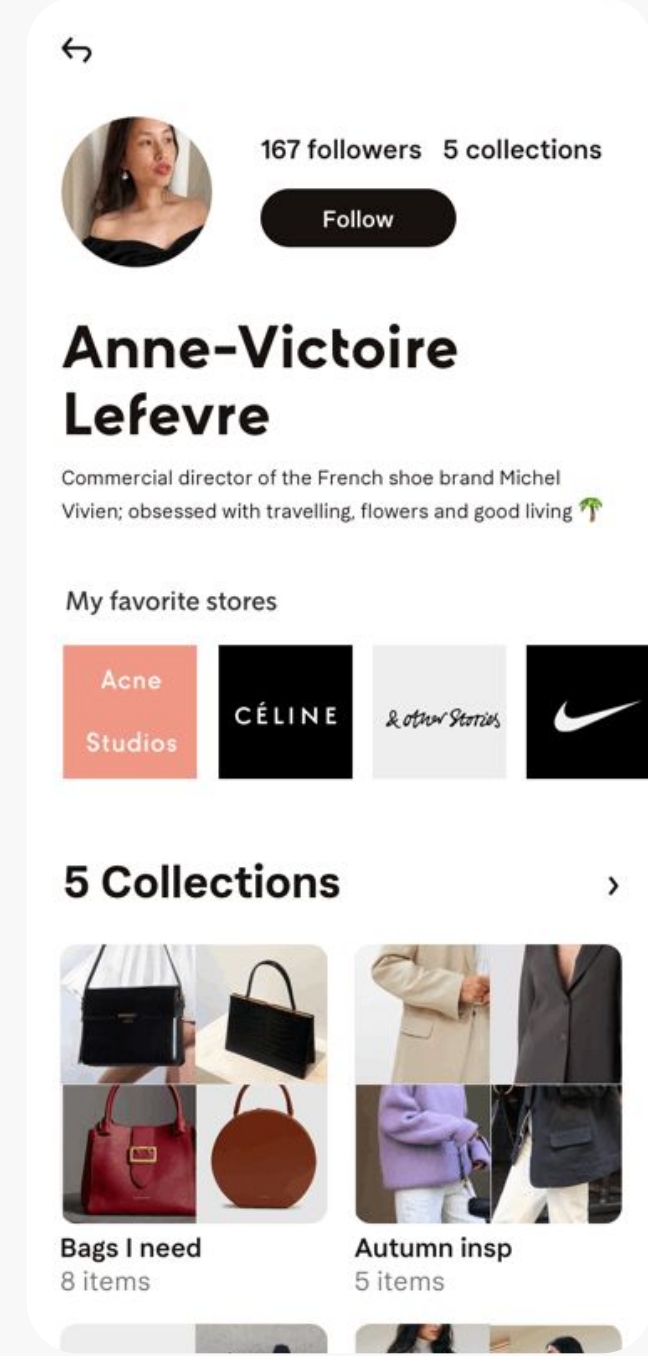 167 followers 5 collections
Follow
Anne-Victoire
Lefevre
Commercial director of the French shoe brand Michel
Vivien; obsessed with travelling, flowers and good living 🌴
My favorite stores
Acne
Studios
CÉLINE
& other Stories
5 Collections
Bags I need
8 items
Autumn insp
5 items